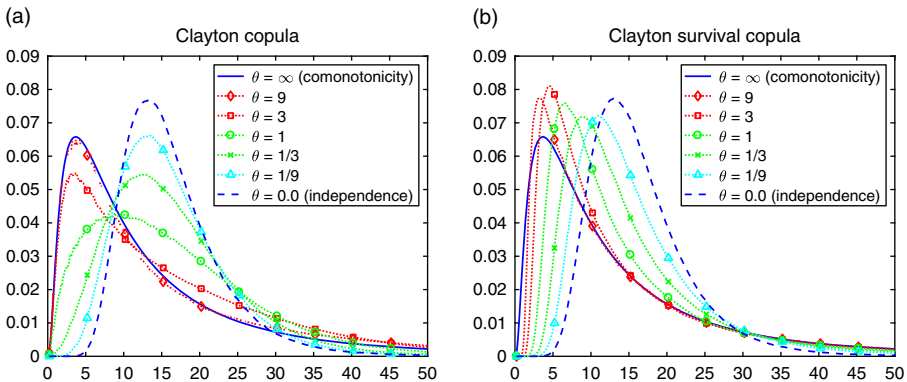 (a)
Clayton copula
0.09
0.08
0.07
0.06
0.05
0.04
0.03
0.02
0.01
0
0 5 10 15 20 25 30 35 40 45 50
θ = ∞ (comonotonicity)
θ = 9
θ = 3
θ = 1
θ = 1/3
θ = 1/9
θ = 0.0 (independence)
(b)
Clayton survival copula
0.09
0.08
0.07
0.06
0.05
0.04
0.03
0.02
0.01
0
0 5 10 15 20 25 30 35 40 45 50
θ = ∞ (comonotonicity)
θ = 9
θ = 3
θ = 1
θ = 1/3
θ = 1/9
θ = 0.0 (independence)